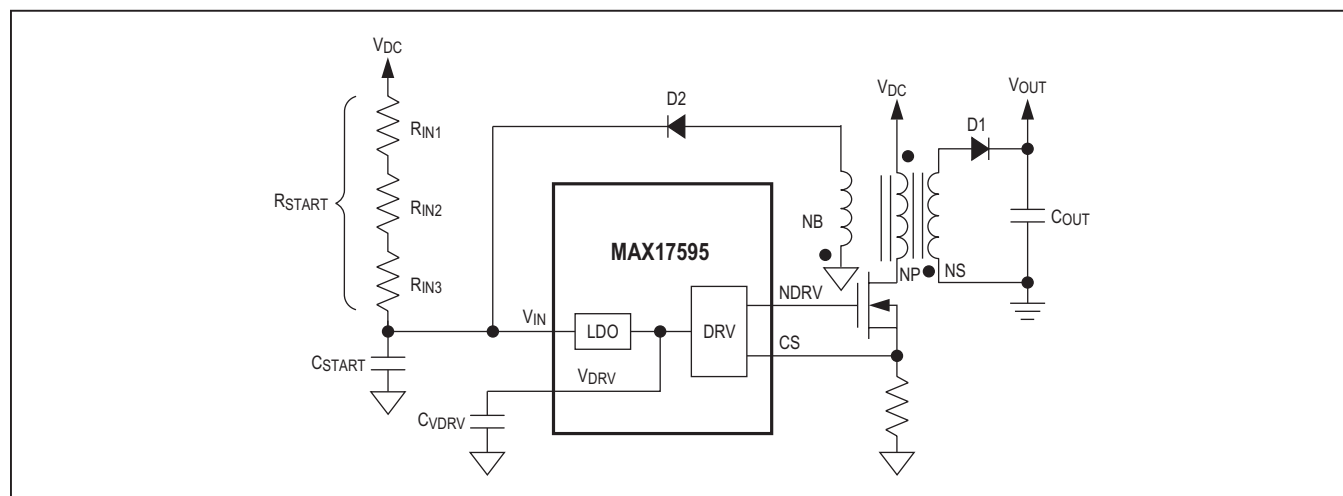 VDC
RIN1
RSTART
RIN2
RIN3
CSTART
D2
NB
VDC
D1
VOUT
COUT
NP
NS
MAX17595
VIN
LDO
DRV
NDRV
CS
VDRV
CVDRV